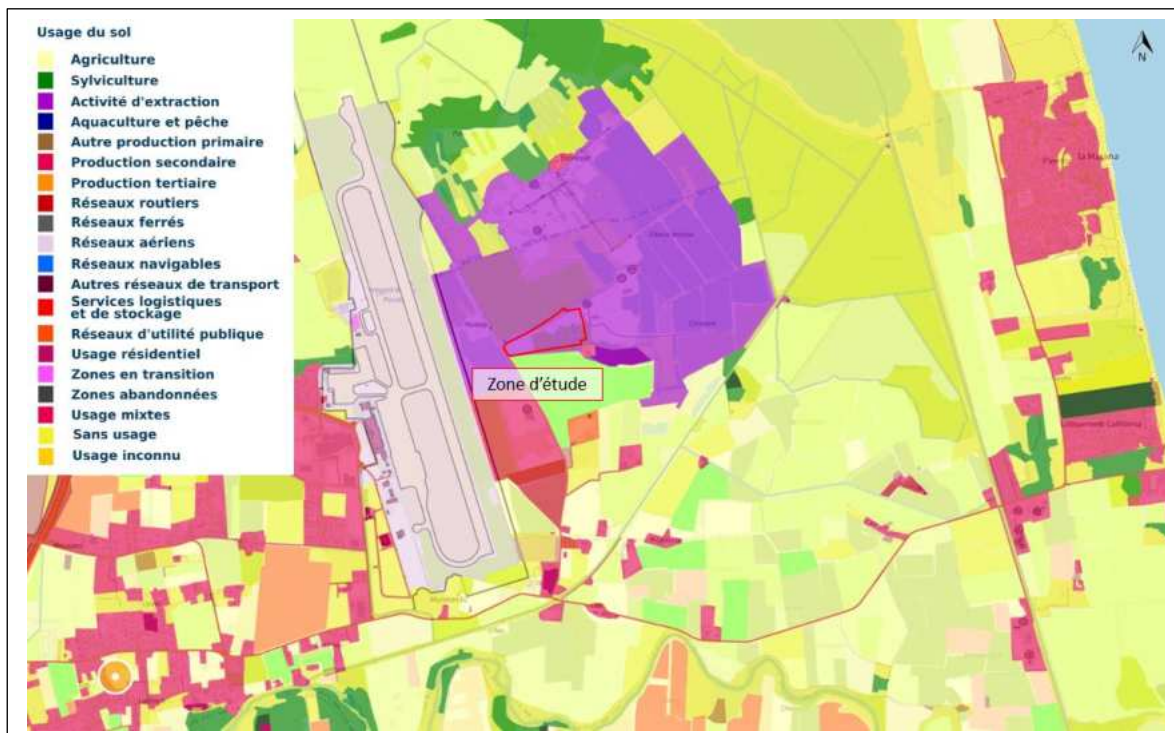 Usage du sol
Agriculture
Sylviculture
Activité d'extraction
Aquaculture et pêche
Autre production primaire
Production secondaire
Production tertiaire
Réseaux routiers
Réseaux ferrés
Réseaux aériens
Réseaux navigables
Autres réseaux de transport
Services logistiques
et de stockage
Réseaux d'utilité publique
Usage résidentiel
Zones en transition
Zones abandonnées
Usage mixtes
Sans usage
Usage inconnu
N
Zone d'étude